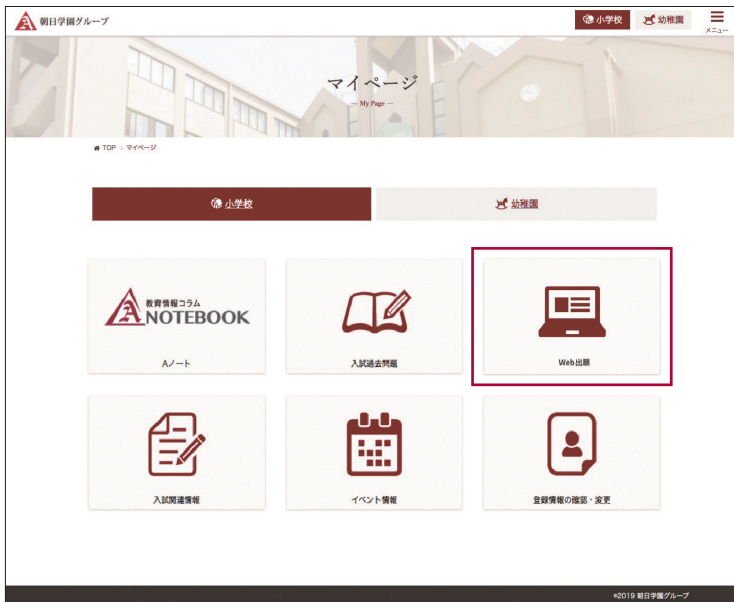 朝日学園グループ
小学校
幼稚園
メニュー
マイページ
― My Page ―
TOP > マイページ
小学校
幼稚園
教育情報コラム
A NOTEBOOK
Aノート
入試過去問題
Web出願
入試関連情報
イベント情報
登録情報の確認・変更
©2019 朝日学園グループ